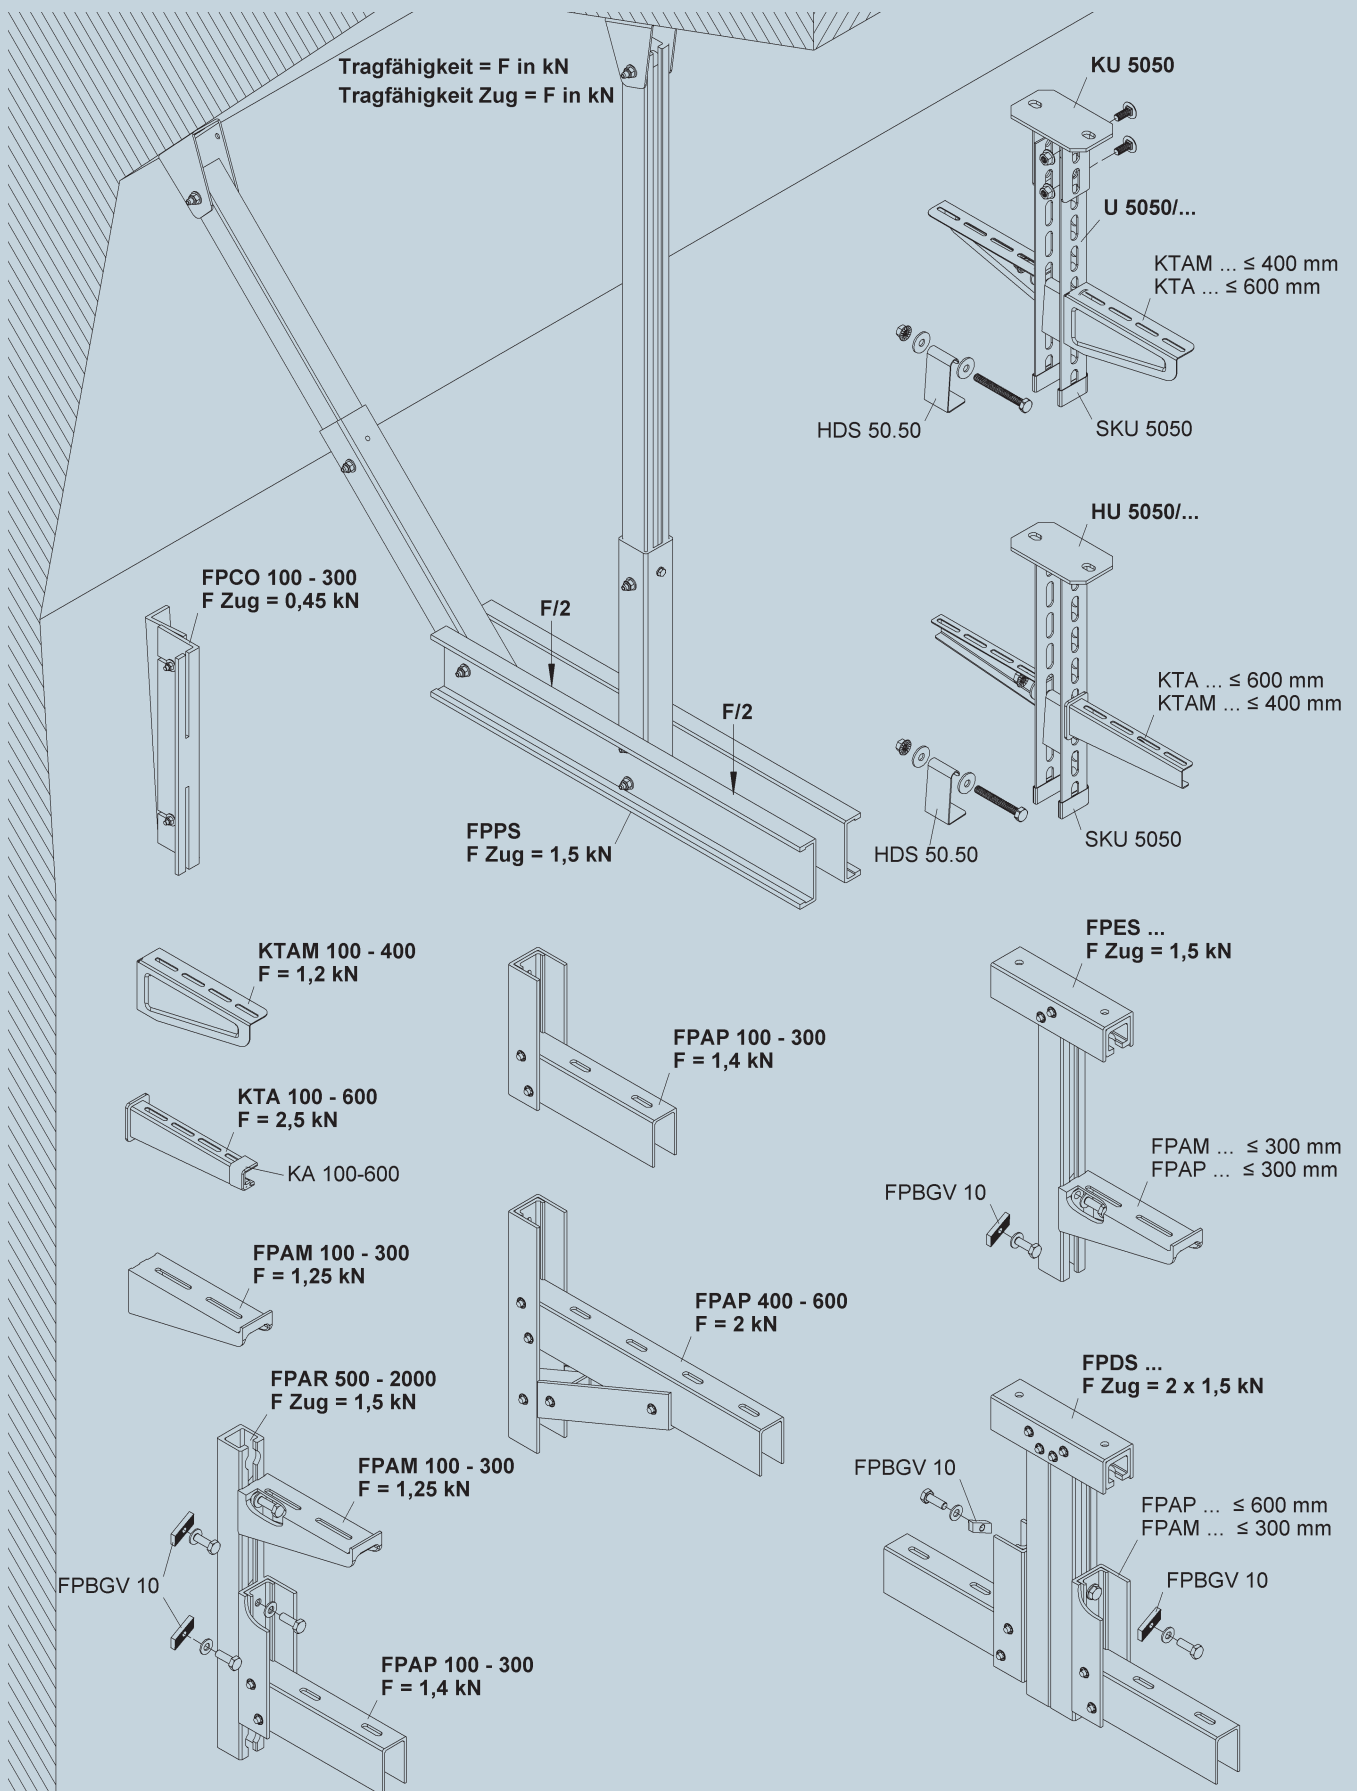 Tragfähigkeit = F in kN
Tragfähigkeit Zug = F in kN
KU 5050
U 5050/...
KTAM ... ≤ 400 mm
KTA ... ≤ 600 mm
HDS 50.50
SKU 5050
HU 5050/...
FPCO 100 - 300
F Zug = 0,45 kN
F/2
F/2
KTA ... ≤ 600 mm
KTAM ... ≤ 400 mm
FPPS
F Zug = 1,5 kN
HDS 50.50
SKU 5050
KTAM 100 - 400
F = 1,2 kN
FPES ...
F Zug = 1,5 kN
FPAP 100 - 300
F = 1,4 kN
KTA 100 - 600
F = 2,5 kN
KA 100-600
FPAM ... ≤ 300 mm
FPAP ... ≤ 300 mm
FPBGV 10
FPAM 100 - 300
F = 1,25 kN
FPAP 400 - 600
F = 2 kN
FPAR 500 - 2000
F Zug = 1,5 kN
FPDS ...
F Zug = 2 x 1,5 kN
FPAM 100 - 300
F = 1,25 kN
FPBGV 10
FPAP ... ≤ 600 mm
FPAM ... ≤ 300 mm
FPBGV 10
FPBGV 10
FPAP 100 - 300
F = 1,4 kN